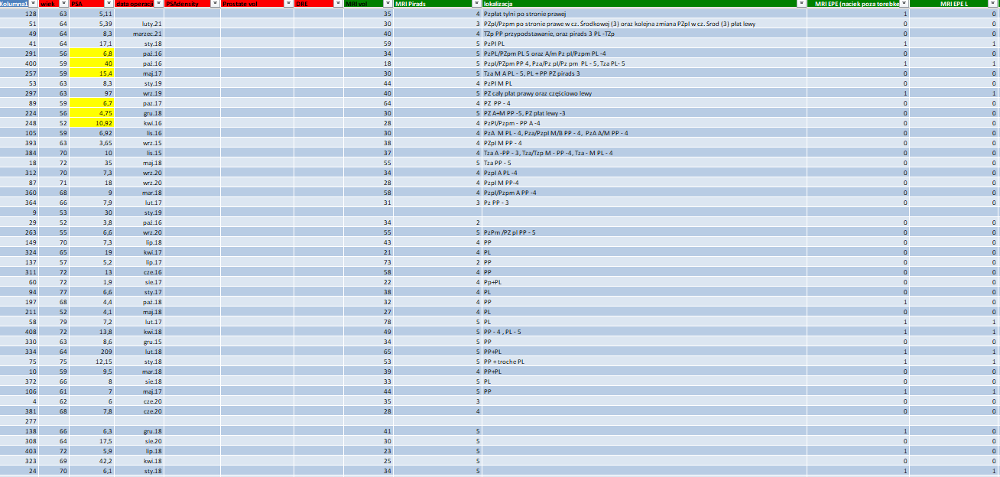 Kolumna1 wiek PSA data operacji PSAdensity Prostate vol DRE MRI vol MRI Pirads lokalizacja MRI EPE (naciek poza torebkę MRI EPE L
128 63 5,11 35 4 Pzpłat tylni po stronie prawej 1 0
51 64 5,39 luty.21 30 3 PZpl/Pzpm po stronie prawe w cz. Środkowej (3) oraz kolejna zmiana PZpl w cz. Srod (3) płat lewy 0 0
49 64 8,3 marzec.21 40 4 TZp PP przypodstawanie, oraz pirads 3 PL -TZp 0 0
41 64 17,1 sty.18 59 5 PzPl PL 1 1
291 56 6,8 paź.16 34 5 PzPL/PZpm PL 5 oraz A/m Pz pl/Pzpm PL -4 0 0
400 59 40 paź.16 18 5 PzpI/PZpm PP 4, Pza/Pz pl/Pz pm PL - 5, Tza PL- 5 1 1
257 59 15,4 maj.17 30 5 Tza M A PL - 5, PL + PP PZ pirads 3 0 0
53 63 8,3 sty.19 44 4 PzPl M PL 0 0
297 63 97 wrz.19 40 5 PZ cały płat prawy oraz częściowo lewy 1 1
89 59 6,7 paź.17 64 4 PZ PP - 4 0 0
224 56 4,75 gru.18 30 5 PZ A+M PP -5, PZ płat lewy -3 0 0
248 52 10,92 kwi.16 28 4 PzPl/Pzpm - PP A -4 0 0
105 59 6,92 lis.16 30 4 PzA M PL - 4, Pza/Pzpl M/B PP - 4, PzA A/M PP - 4 0 0
393 63 3,65 wrz.15 38 4 PZpl M PP - 4 0 0
384 70 10 lis.15 37 4 Tza A -PP - 3, Tza/Tzp M - PP -4, Tza - M PL - 4 0 0
18 72 35 maj.18 55 5 Tza PP - 5 0 0
312 70 7,3 wrz.20 34 4 Pzpl A PL -4 0 0
87 71 18 wrz.20 28 4 Pzpl M PP-4 0 0
360 68 9 mar.18 58 4 Pzpl/Pzpm A PP -4 0 0
364 66 7,9 lut.17 31 3 Pz PP - 3 0 0
9 53 30 sty.19
29 52 3,8 paź.16 34 2 0 0
263 55 6,6 wrz.20 55 5 PzPm /PZ pl PP - 5 0 0
149 70 7,3 lip.18 43 4 PP 0 0
324 65 19 kwi.17 21 4 PL 0 0
137 57 5,2 lip.17 73 2 PP 0 0
311 72 13 cze.16 58 4 PP 0 0
60 72 1,9 sie.17 22 4 Pp+PL 0 0
94 77 6,6 sty.17 38 4 PL 0 0
197 68 4,4 paź.18 32 4 PP 1 0
211 52 4,1 maj.18 27 4 PL 0 0
58 79 7,2 lut.17 78 5 PL 1 1
408 72 13,8 kwi.18 49 5 PP - 4 , PL - 5 1 1
330 63 8,6 gru.15 34 5 PP 0 0
334 64 209 lut.18 65 5 PP+PL 1 1
75 75 12,15 sty.18 53 5 PP + troche PL 1 1
10 59 9,5 mar.18 39 4 PP+PL 0 0
372 66 8 sie.18 33 5 PL 0 0
106 61 7 maj.17 44 5 PP 1 1
4 62 6 cze.20 35 3 0 0
381 68 7,8 cze.20 28 4 0 0
277
138 66 6,3 gru.18 41 5 1 0
308 64 17,5 sie.20 30 5 0 0
403 72 5,9 lip.18 23 5 1 0
323 69 42,2 kwi.18 25 5 0 0
24 70 6,1 sty.18 34 5 1 1